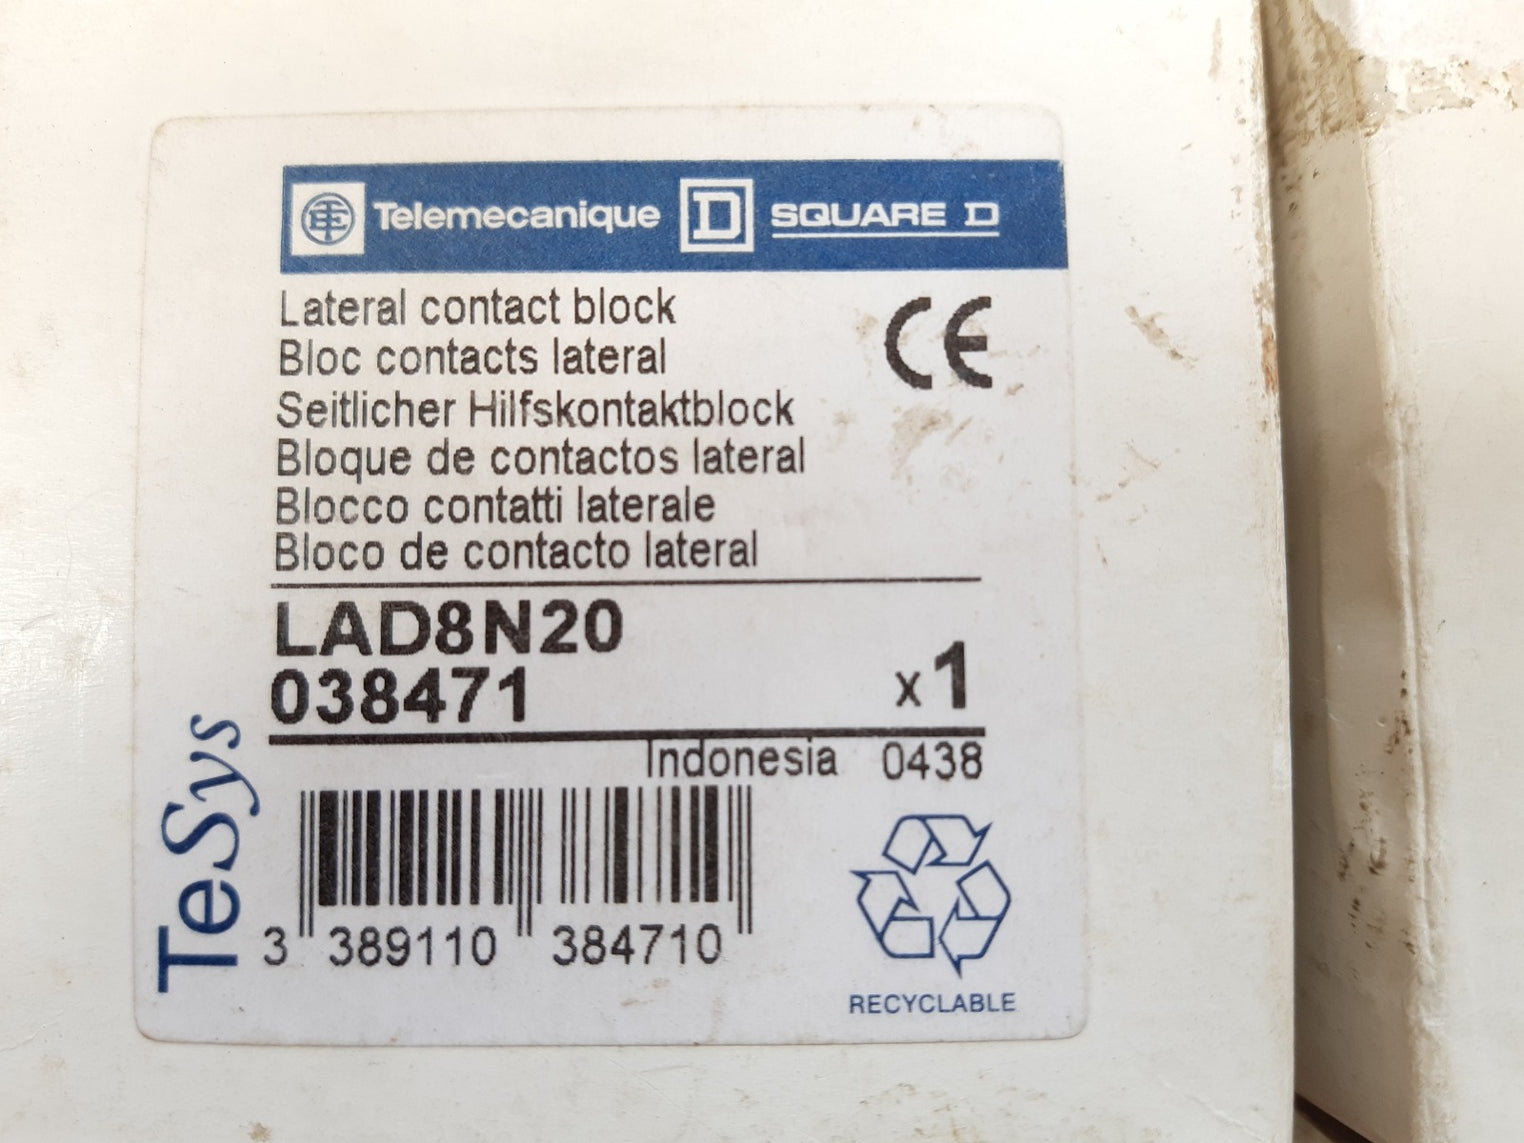 Telemecanique D SQUARE D
Lateral contact block
Bloc contacts lateral
Seitlicher Hilfskontaktblock
Bloque de contactos lateral
Blocco contatti laterale
Bloco de contacto lateral
CE
LAD8N20
038471
x1
Indonesia 0438
TeSys
3 389110 384710
RECYCLABLE